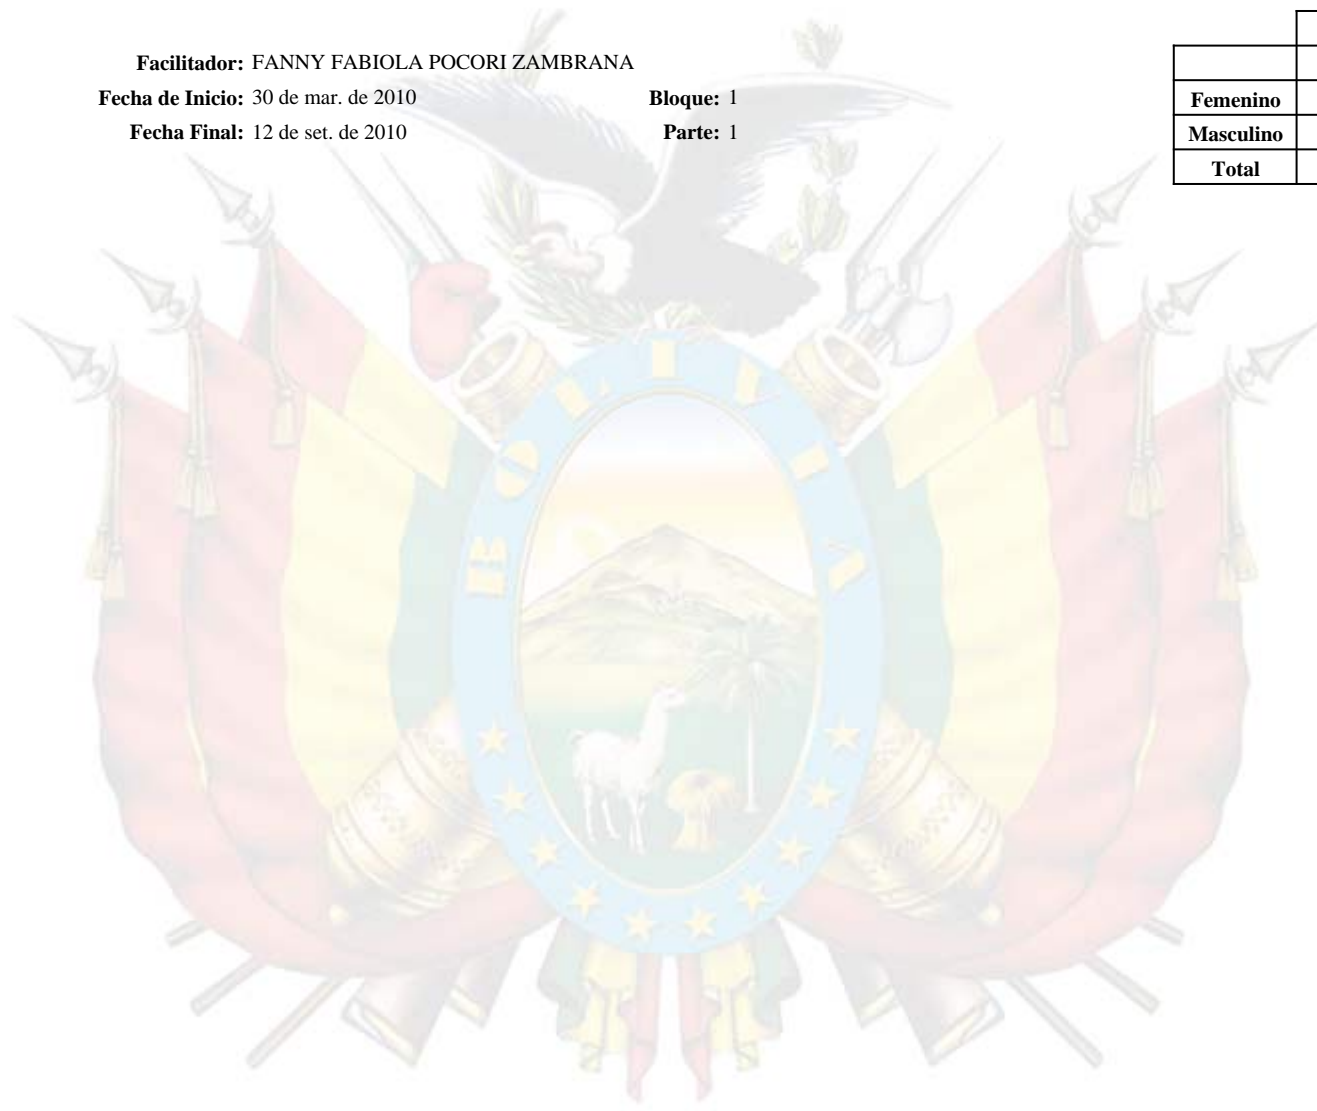 Facilitador: FANNY FABIOLA POCORI ZAMBRANA
Fecha de Inicio: 30 de mar. de 2010 Bloque: 1
Fecha Final: 12 de set. de 2010 Parte: 1
Femenino
Masculino
Total
BOLIVIA